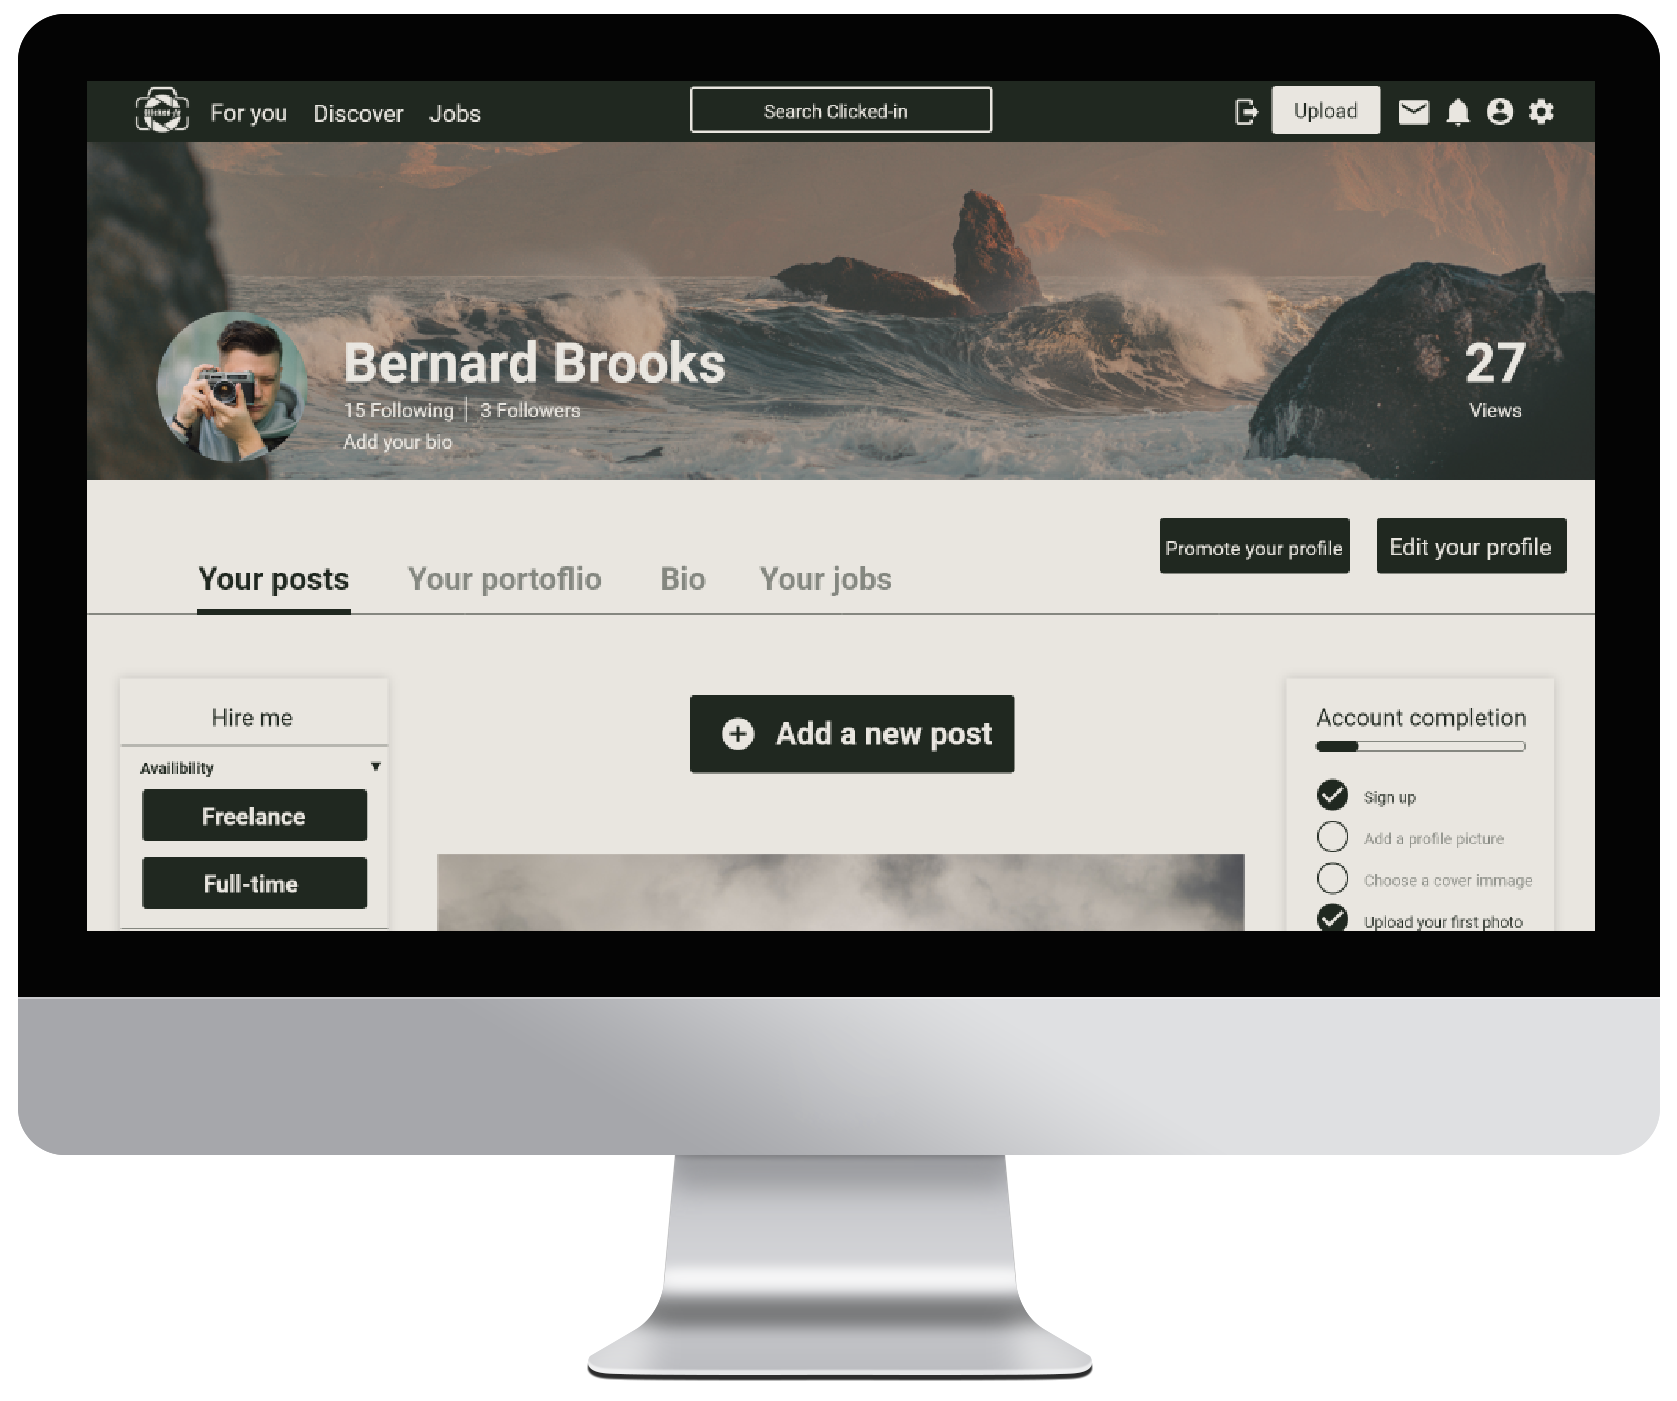 Clicked-in
For you Discover Jobs
Search Clicked-in
Upload
Bernard Brooks
15 Following | 3 Followers
Add your bio
27
Views
Promote your profile
Edit your profile
Your posts Your portoflio Bio Your jobs
Hire me
Availibility
Freelance
Full-time
Add a new post
Account completion
Sign up
Add a profile picture
Choose a cover immage
Upload your first photo